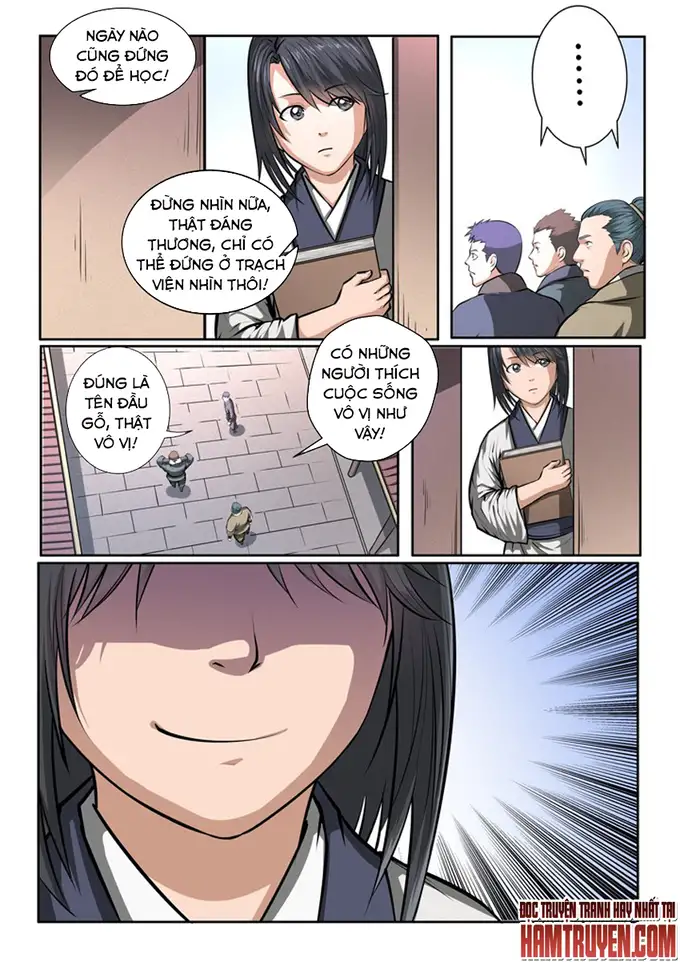 NGÀY NÀO
CŨNG ĐỨNG
ĐÓ ĐỂ HỌC!
ĐỪNG NHÌN NỮA,
THẬT ĐÁNG
THƯƠNG, CHỈ CÓ
THỂ ĐỨNG Ở TRẠCH
VIỆN NHÌN THÔI!
......
ĐÚNG LÀ
TÊN ĐẦU
GỖ, THẬT
VÔ VỊ!
CÓ NHỮNG
NGƯỜI THÍCH
CUỘC SỐNG
VÔ VỊ NHƯ
VẬY!
ĐỌC TRUYỆN TRANH HAY NHẤT TẠI
HAMTRUYEN.COM